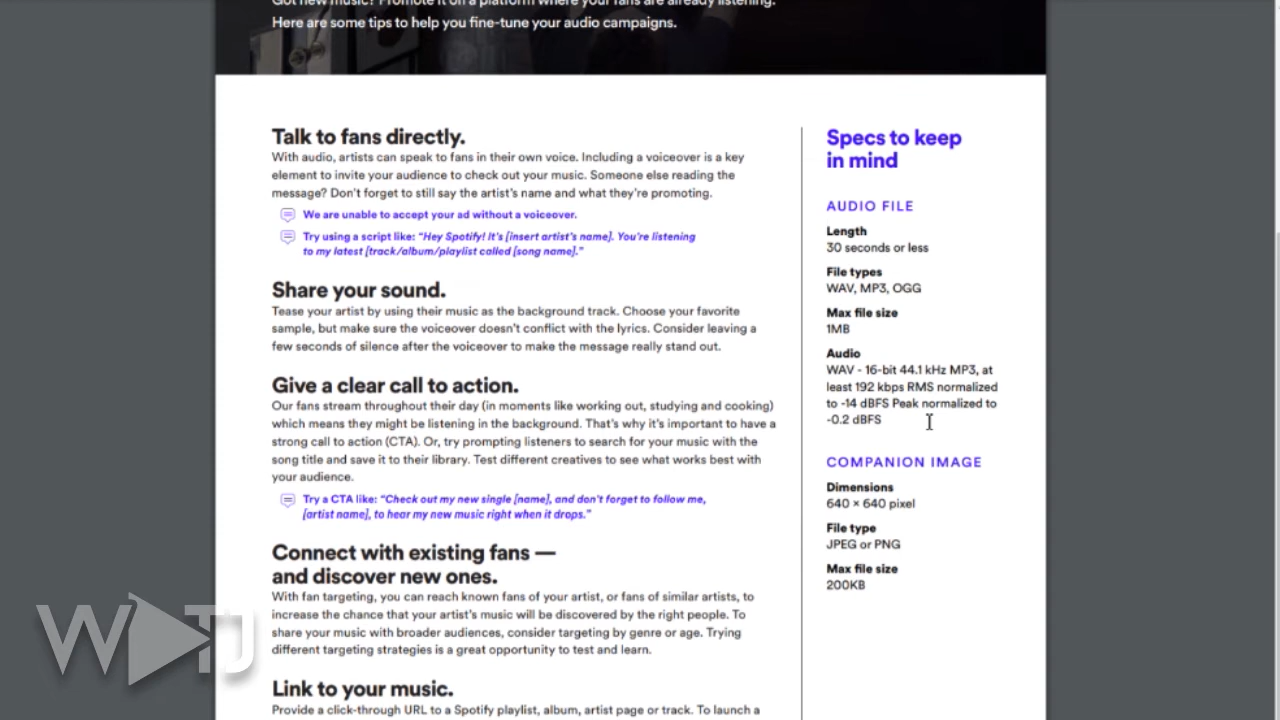 Got new music? Promote it on a platform where your fans are already listening.
Here are some tips to help you fine-tune your audio campaigns.
Talk to fans directly.
With audio, artists can speak to fans in their own voice. Including a voiceover is a key
element to invite your audience to check out your music. Someone else reading the
message? Don’t forget to still say the artist’s name and what they’re promoting.
We are unable to accept your ad without a voiceover.
Try using a script like: “Hey Spotify! It’s [insert artist’s name]. You’re listening
to my latest [track/album/playlist called [song name].”
Share your sound.
Tease your artist by using their music as the background track. Choose your favorite
sample, but make sure the voiceover doesn’t conflict with the lyrics. Consider leaving a
few seconds of silence after the voiceover to make the message really stand out.
Give a clear call to action.
Our fans stream throughout their day (in moments like working out, studying and cooking)
which means they might be listening in the background. That’s why it’s important to have a
strong call to action (CTA). Or, try prompting listeners to search for your music with the
song title and save it to their library. Test different creatives to see what works best with
your audience.
Try a CTA like: “Check out my new single [name], and don’t forget to follow me,
[artist name], to hear my new music right when it drops.”
Connect with existing fans —
and discover new ones.
With fan targeting, you can reach known fans of your artist, or fans of similar artists, to
increase the chance that your artist’s music will be discovered by the right people. To
share your music with broader audiences, consider targeting by genre or age. Trying
different targeting strategies is a great opportunity to test and learn.
Link to your music.
Provide a click-through URL to a Spotify playlist, album, artist page or track. To launch a
Specs to keep
in mind
AUDIO FILE
Length
30 seconds or less
File types
WAV, MP3, OGG
Max file size
1MB
Audio
WAV - 16-bit 44.1 kHz MP3, at
least 192 kbps RMS normalized
to -14 dBFS Peak normalized to
-0.2 dBFS
COMPANION IMAGE
Dimensions
640 × 640 pixel
File type
JPEG or PNG
Max file size
200KB
WTJ